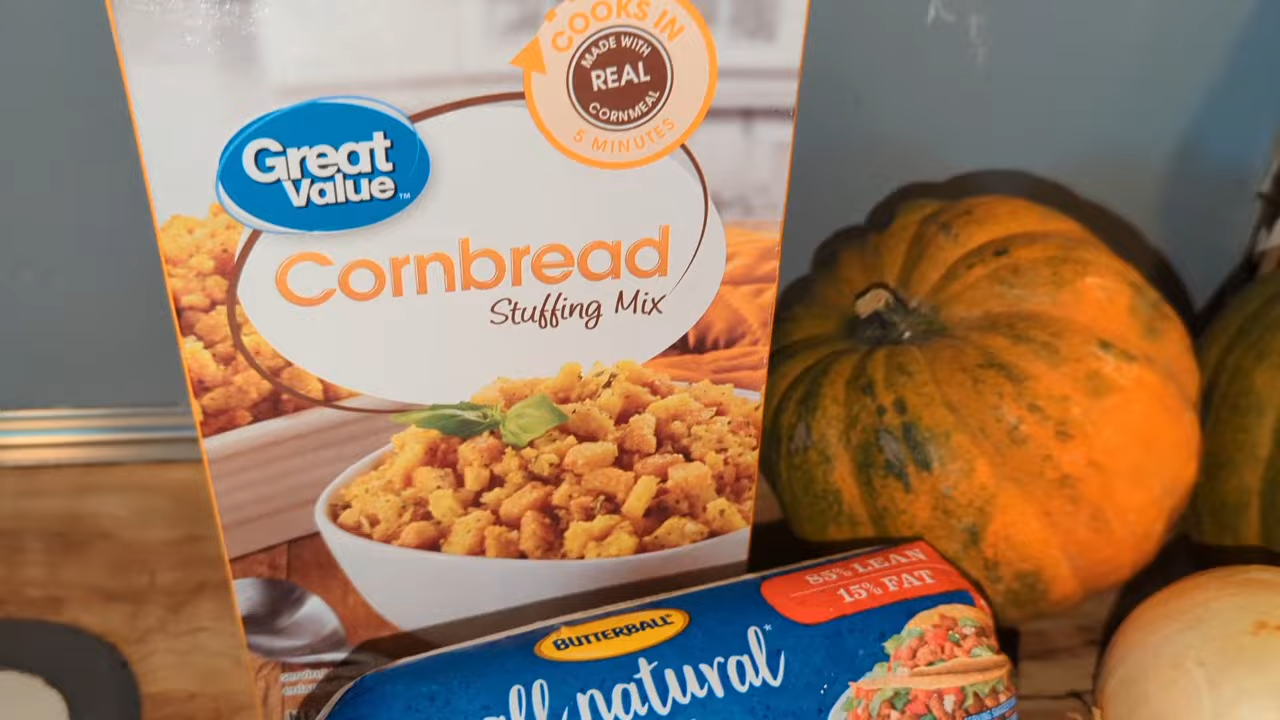 COOKS IN
MADE WITH
REAL
CORNMEAL
5 MINUTES
Great
Value™
Cornbread
Stuffing Mix
85% LEAN
15% FAT
BUTTERBALL
all natural*